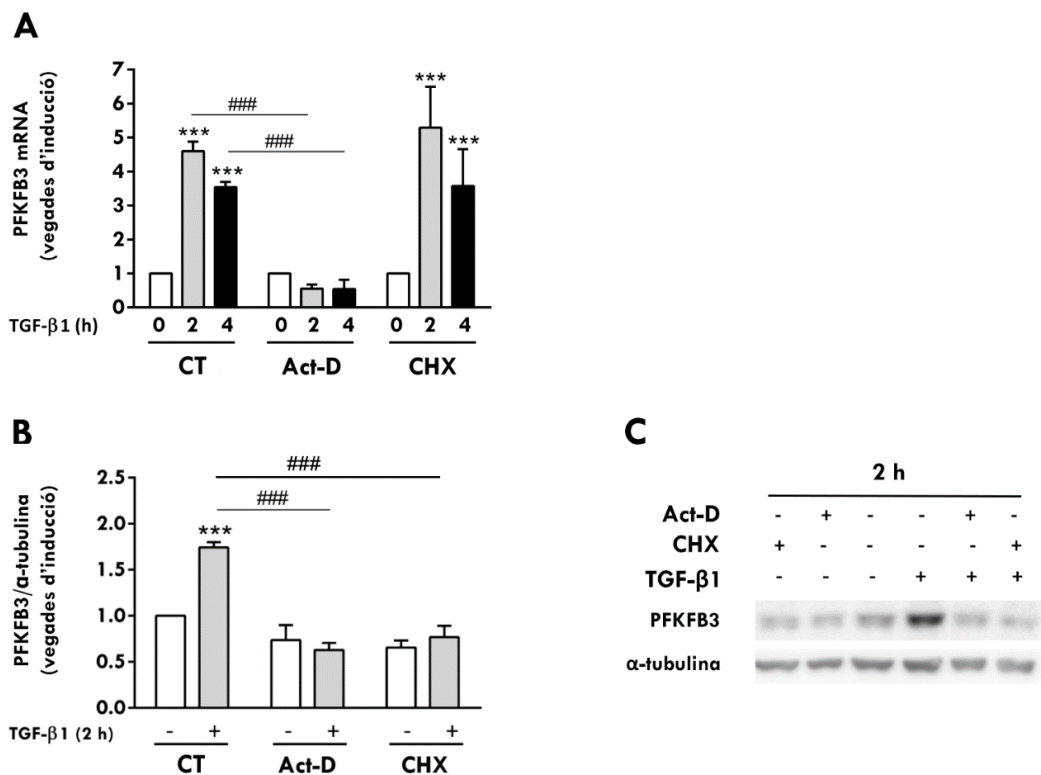 A
PFKFB3 mRNA
(vegades d'inducció)
7
6
5
4
3
2
1
0
***
***
###
###
***
***
TGF-β1 (h) 0 2 4 0 2 4 0 2 4
CT Act-D CHX
B
PFKFB3/α-tubulina
(vegades d'inducció)
2.5
2.0
1.5
1.0
0.5
0.0
###
###
***
TGF-β1 (2 h) - + - + - +
CT Act-D CHX
C
2 h
Act-D - + - - + -
CHX + - - - - +
TGF-β1 - - - + + +
PFKFB3
α-tubulina